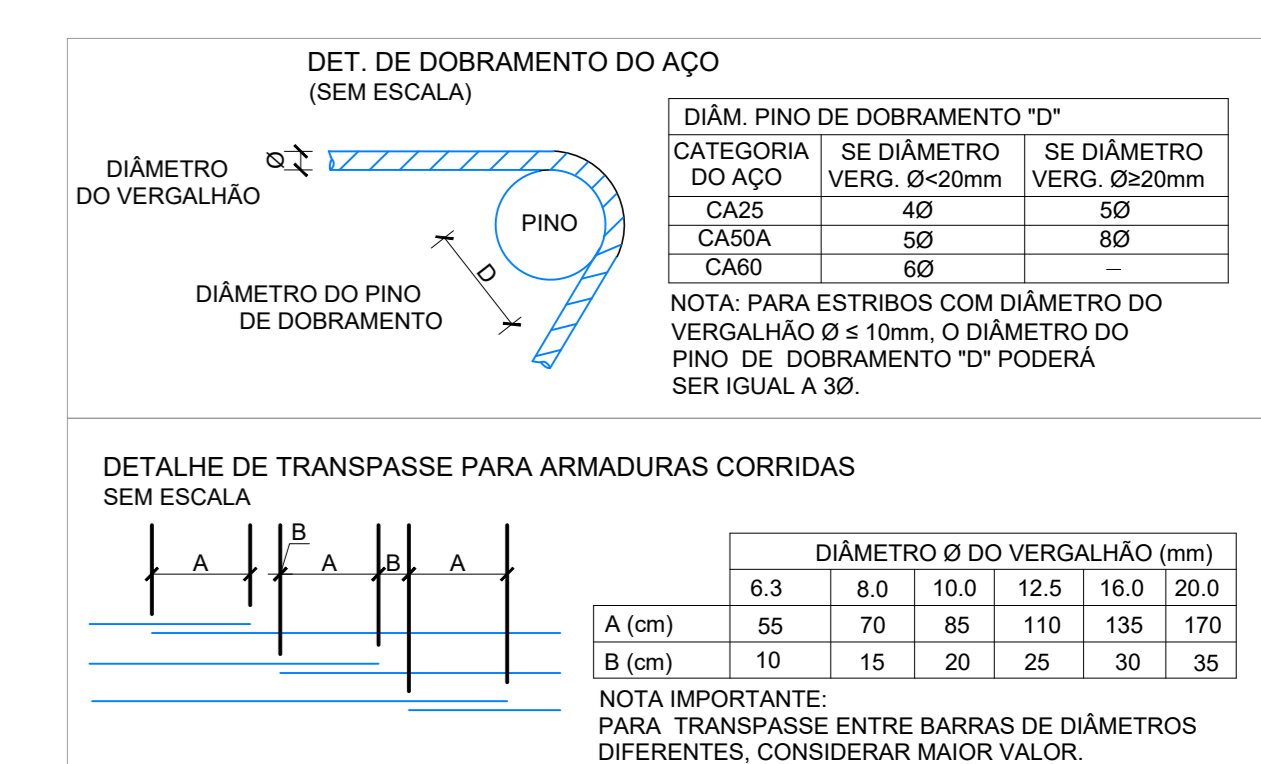 DET. DE DOBRAMENTO DO AÇO
(SEM ESCALA)
DIÂMETRO
DO VERGALHÃO
Ø
PINO
D
DIÂMETRO DO PINO
DE DOBRAMENTO
DIÂM. PINO DE DOBRAMENTO "D"
CATEGORIA DO AÇO SE DIÂMETRO VERG. Ø<20mm SE DIÂMETRO VERG. Ø≥20mm
CA25 4Ø 5Ø
CA50A 5Ø 8Ø
CA60 6Ø –
NOTA: PARA ESTRIBOS COM DIÂMETRO DO
VERGALHÃO Ø ≤ 10mm, O DIÂMETRO DO
PINO DE DOBRAMENTO "D" PODERÁ
SER IGUAL A 3Ø.
DETALHE DE TRANSPASSE PARA ARMADURAS CORRIDAS
SEM ESCALA
B
A A B A
DIÂMETRO Ø DO VERGALHÃO (mm)
6.3 8.0 10.0 12.5 16.0 20.0
A (cm) 55 70 85 110 135 170
B (cm) 10 15 20 25 30 35
NOTA IMPORTANTE:
PARA TRANSPASSE ENTRE BARRAS DE DIÂMETROS
DIFERENTES, CONSIDERAR MAIOR VALOR.